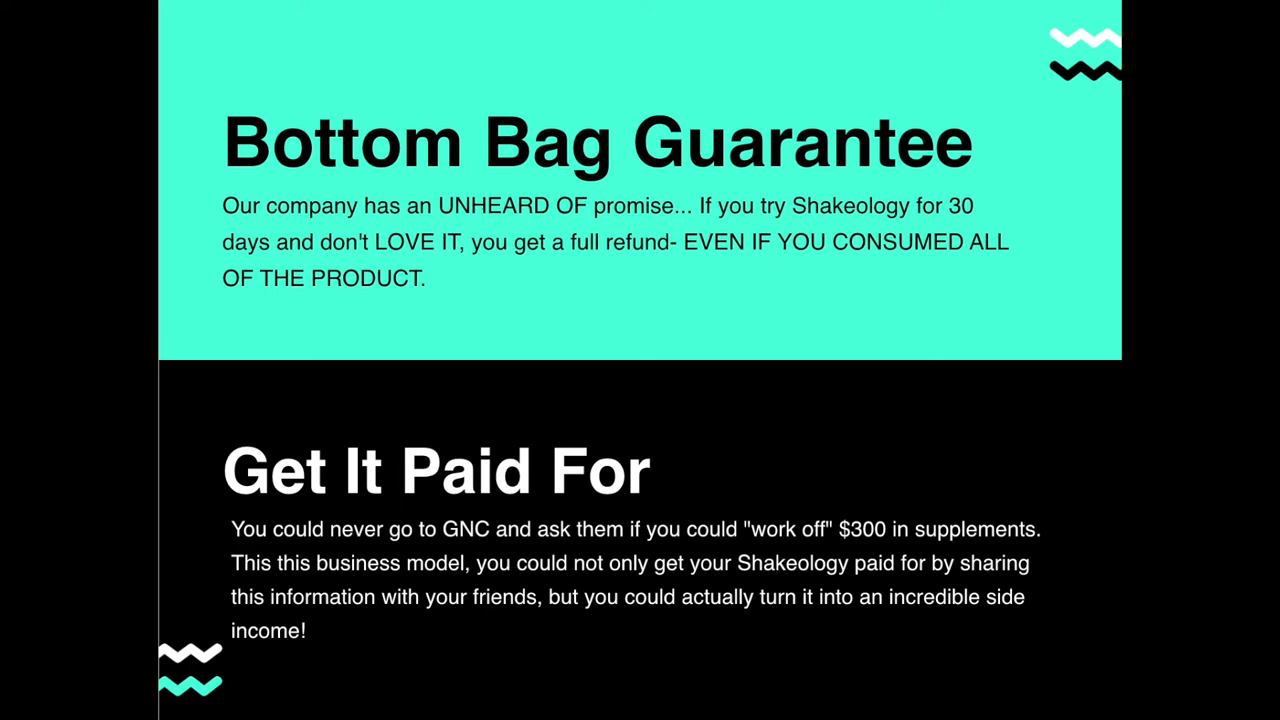 Bottom Bag Guarantee
Our company has an UNHEARD OF promise... If you try Shakeology for 30
days and don't LOVE IT, you get a full refund- EVEN IF YOU CONSUMED ALL
OF THE PRODUCT.
Get It Paid For
You could never go to GNC and ask them if you could "work off" $300 in supplements.
This this business model, you could not only get your Shakeology paid for by sharing
this information with your friends, but you could actually turn it into an incredible side
income!